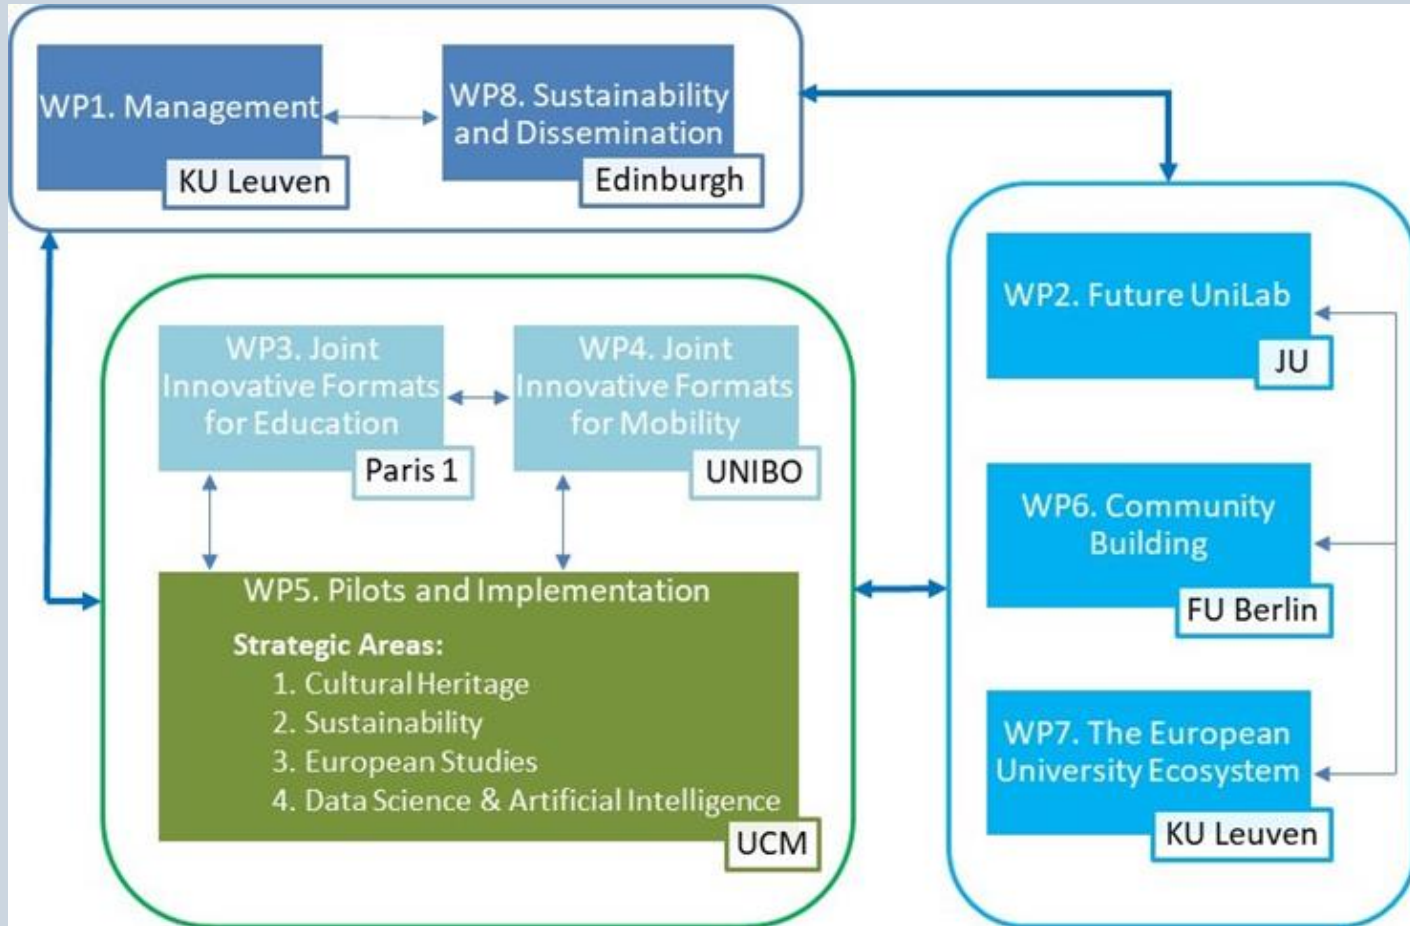 WP1. Management
KU Leuven
WP8. Sustainability
and Dissemination
Edinburgh
WP3. Joint
Innovative Formats
for Education
Paris 1
WP4. Joint
Innovative Formats
for Mobility
UNIBO
WP5. Pilots and Implementation
Strategic Areas:
1. Cultural Heritage
2. Sustainability
3. European Studies
4. Data Science & Artificial Intelligence
UCM
WP2. Future UniLab
JU
WP6. Community
Building
FU Berlin
WP7. The European
University Ecosystem
KU Leuven